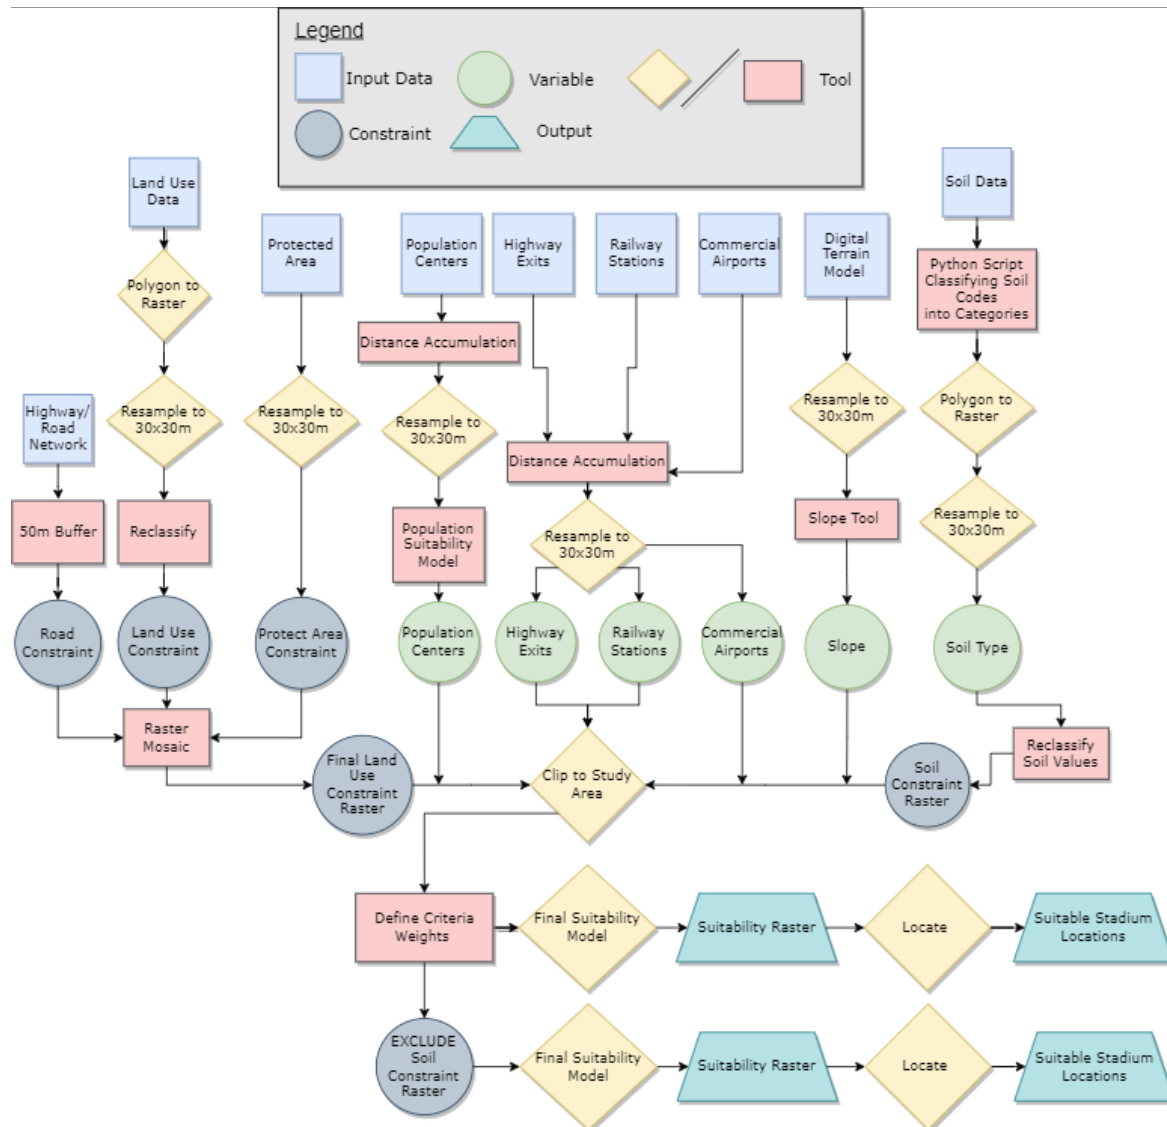 Legend
Input Data
Variable
Tool
Constraint
Output
Land Use
Data
Soil Data
Protected
Area
Population
Centers
Highway
Exits
Railway
Stations
Commercial
Airports
Digital
Terrain
Model
Polygon to
Raster
Python Script
Classifying Soil
Codes
into Categories
Distance Accumulation
Highway/
Road
Network
Resample to
30x30m
Resample to
30x30m
Resample to
30x30m
Resample to
30x30m
Polygon to
Raster
Distance Accumulation
50m Buffer
Reclassify
Population
Suitability
Model
Resample to
30x30m
Slope Tool
Resample to
30x30m
Road
Constraint
Land Use
Constraint
Protect Area
Constraint
Population
Centers
Highway
Exits
Railway
Stations
Commercial
Airports
Slope
Soil Type
Raster
Mosaic
Reclassify
Soil Values
Final Land
Use
Constraint
Raster
Clip to Study
Area
Soil
Constraint
Raster
Define Criteria
Weights
Final Suitability
Model
Suitability Raster
Locate
Suitable Stadium
Locations
EXCLUDE
Soil
Constraint
Raster
Final Suitability
Model
Suitability Raster
Locate
Suitable Stadium
Locations